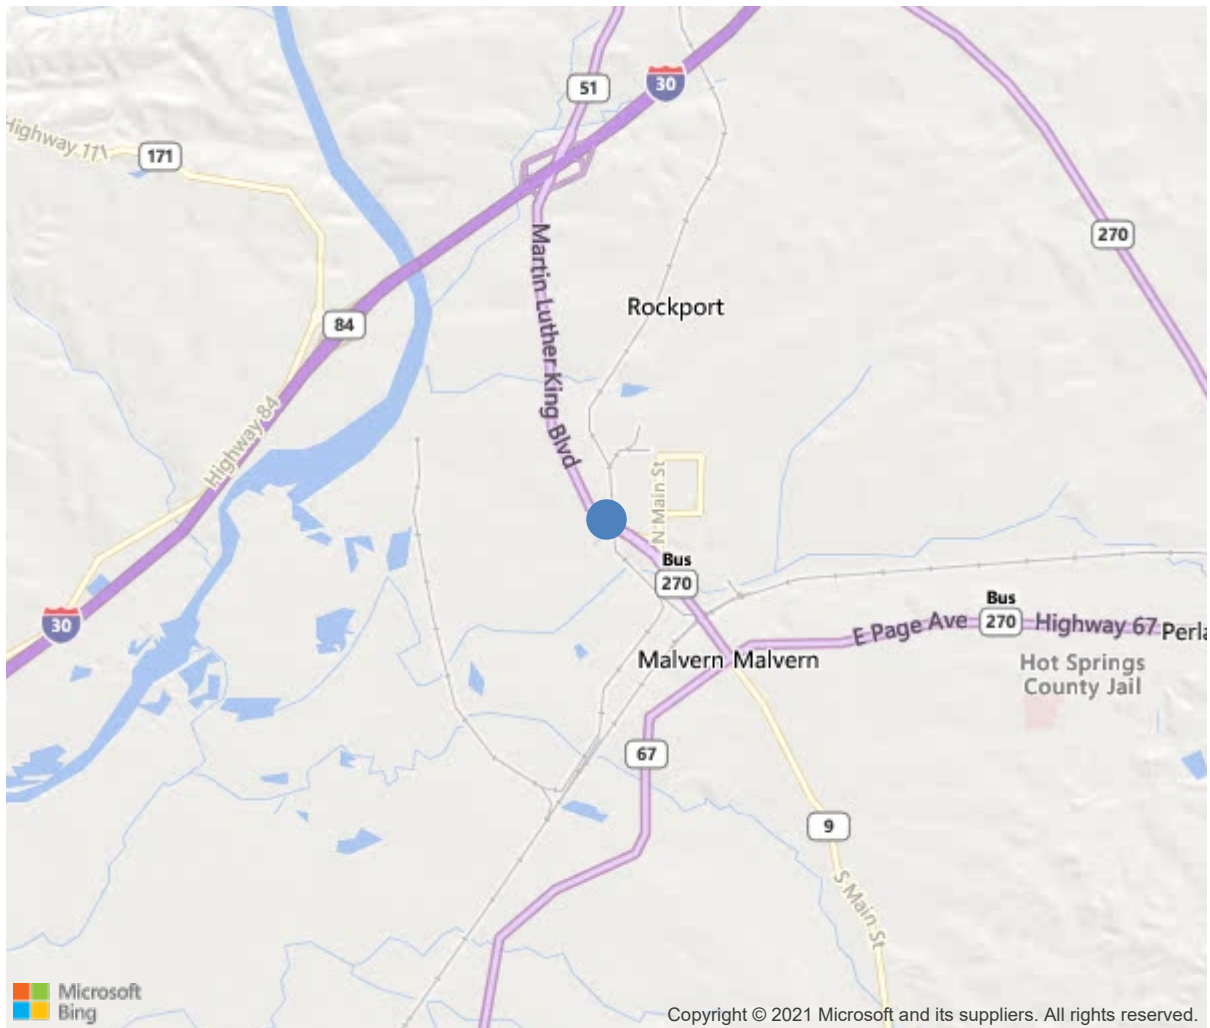 51
30
Highway 11
171
270
Martin Luther King Blvd
Rockport
84
Highway 84
N Main St
Bus
270
Bus
270
E Page Ave
Highway 67
Perla
30
Malvern
Malvern
Hot Springs
County Jail
67
9
S Main St
Microsoft
Bing
Copyright © 2021 Microsoft and its suppliers. All rights reserved.